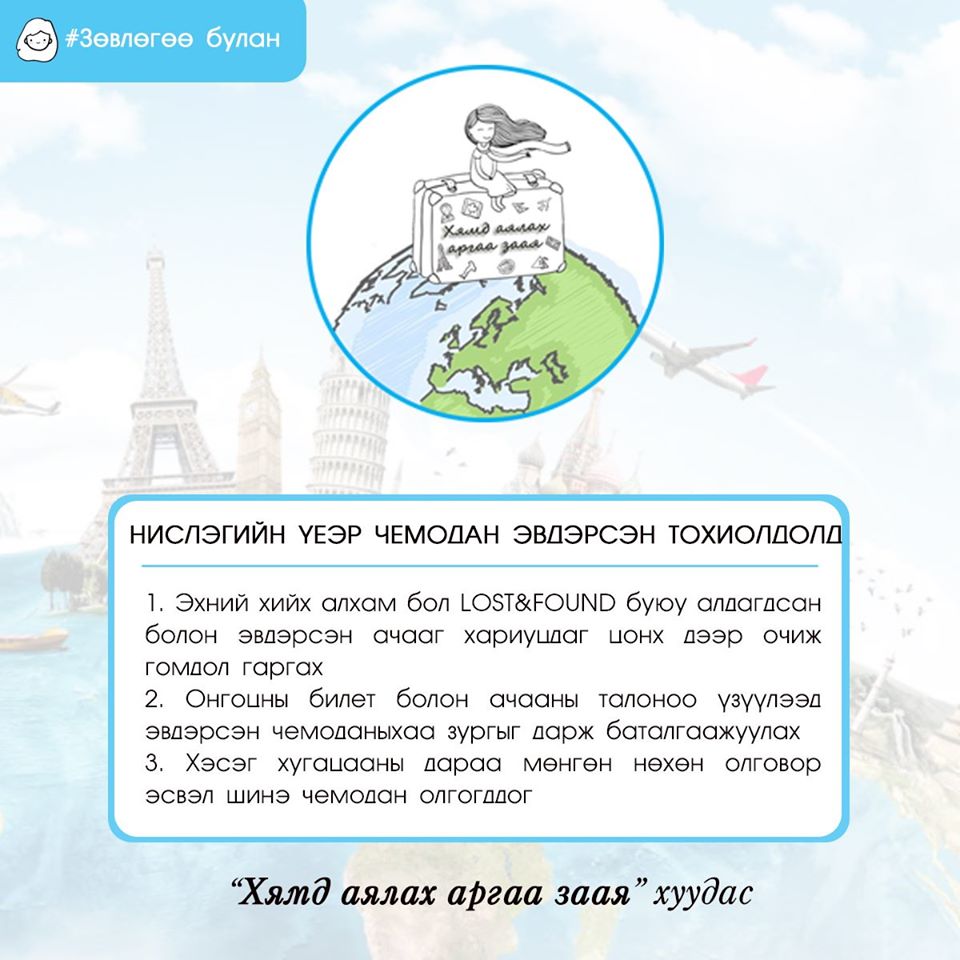 #Зөвлөгөө булан
Хямд аялах
аргаа заая
НИСЛЭГИЙН ҮЕЭР ЧЕМОДАН ЭВДЭРСЭН ТОХИОЛДОЛД
1. Эхний хийх алхам бол LOST&FOUND буюу алдагдсан
болон эвдэрсэн ачааг хариуцдаг цонх дээр очиж
гомдол гаргах
2. Онгоцны билет болон ачааны талоноо үзүүлээд
эвдэрсэн чемоданыхаа зургыг дарж баталгаажуулах
3. Хэсэг хугацааны дараа мөнгөн нөхөн олговор
эсвэл шинэ чемодан олгогддог
“Хямд аялах аргаа заая” хуудас